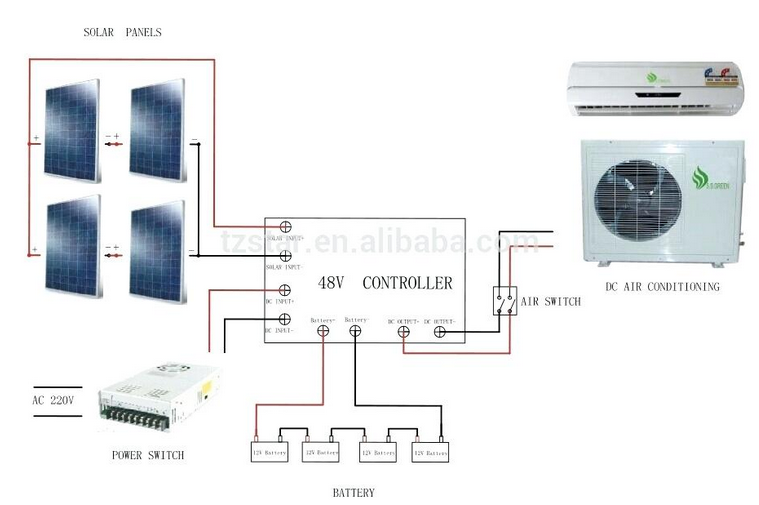 SOLAR PANELS
+
- +
-
+
- +
-
SOLAR INPUT+
tzstar.en.alibaba.com
SOLAR INPUT
48V CONTROLLER
DC INPUT+
DC INPUT-
Battery+
Battery-
DC OUTPUT+
DC OUTPUT-
AIR SWITCH
DC AIR CONDITIONING
S.GREEN
AC 220V
POWER SWITCH
12V Battery
12V Battery
12V Battery
12V Battery
BATTERY